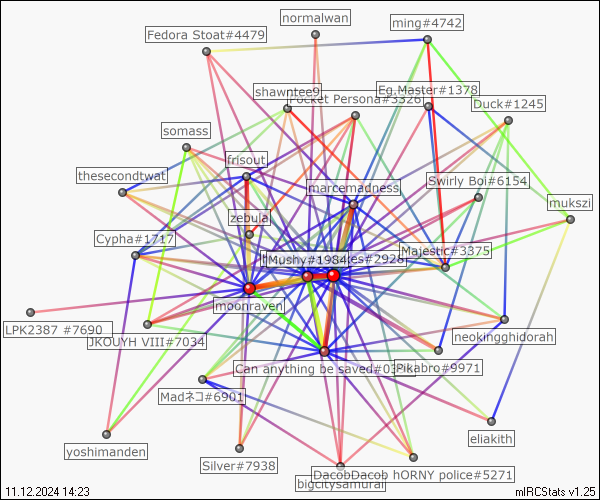 normalwan
ming#4742
Fedora Stoat#4479
shawntee9
Eg.Master#1378
Pocket Persona#3326
Duck#1245
somass
frisout
thesecondtwat
marcemadness
Swirly Boi#6154
mukszi
zebula
Cypha#1717
Majestic#3375
Mushy#1984
es#2928
moonraven
LPK2387 #7690
JKOUYH VIII#7034
neokingghidorah
Can anything be saved#0
Pikabro#9971
Madネコ#6901
eliakith
yoshimanden
Silver#7938
DacobDacob hORNY police#5271
bigcitysamurai
11.12.2024 14:23
mIRCStats v1.25